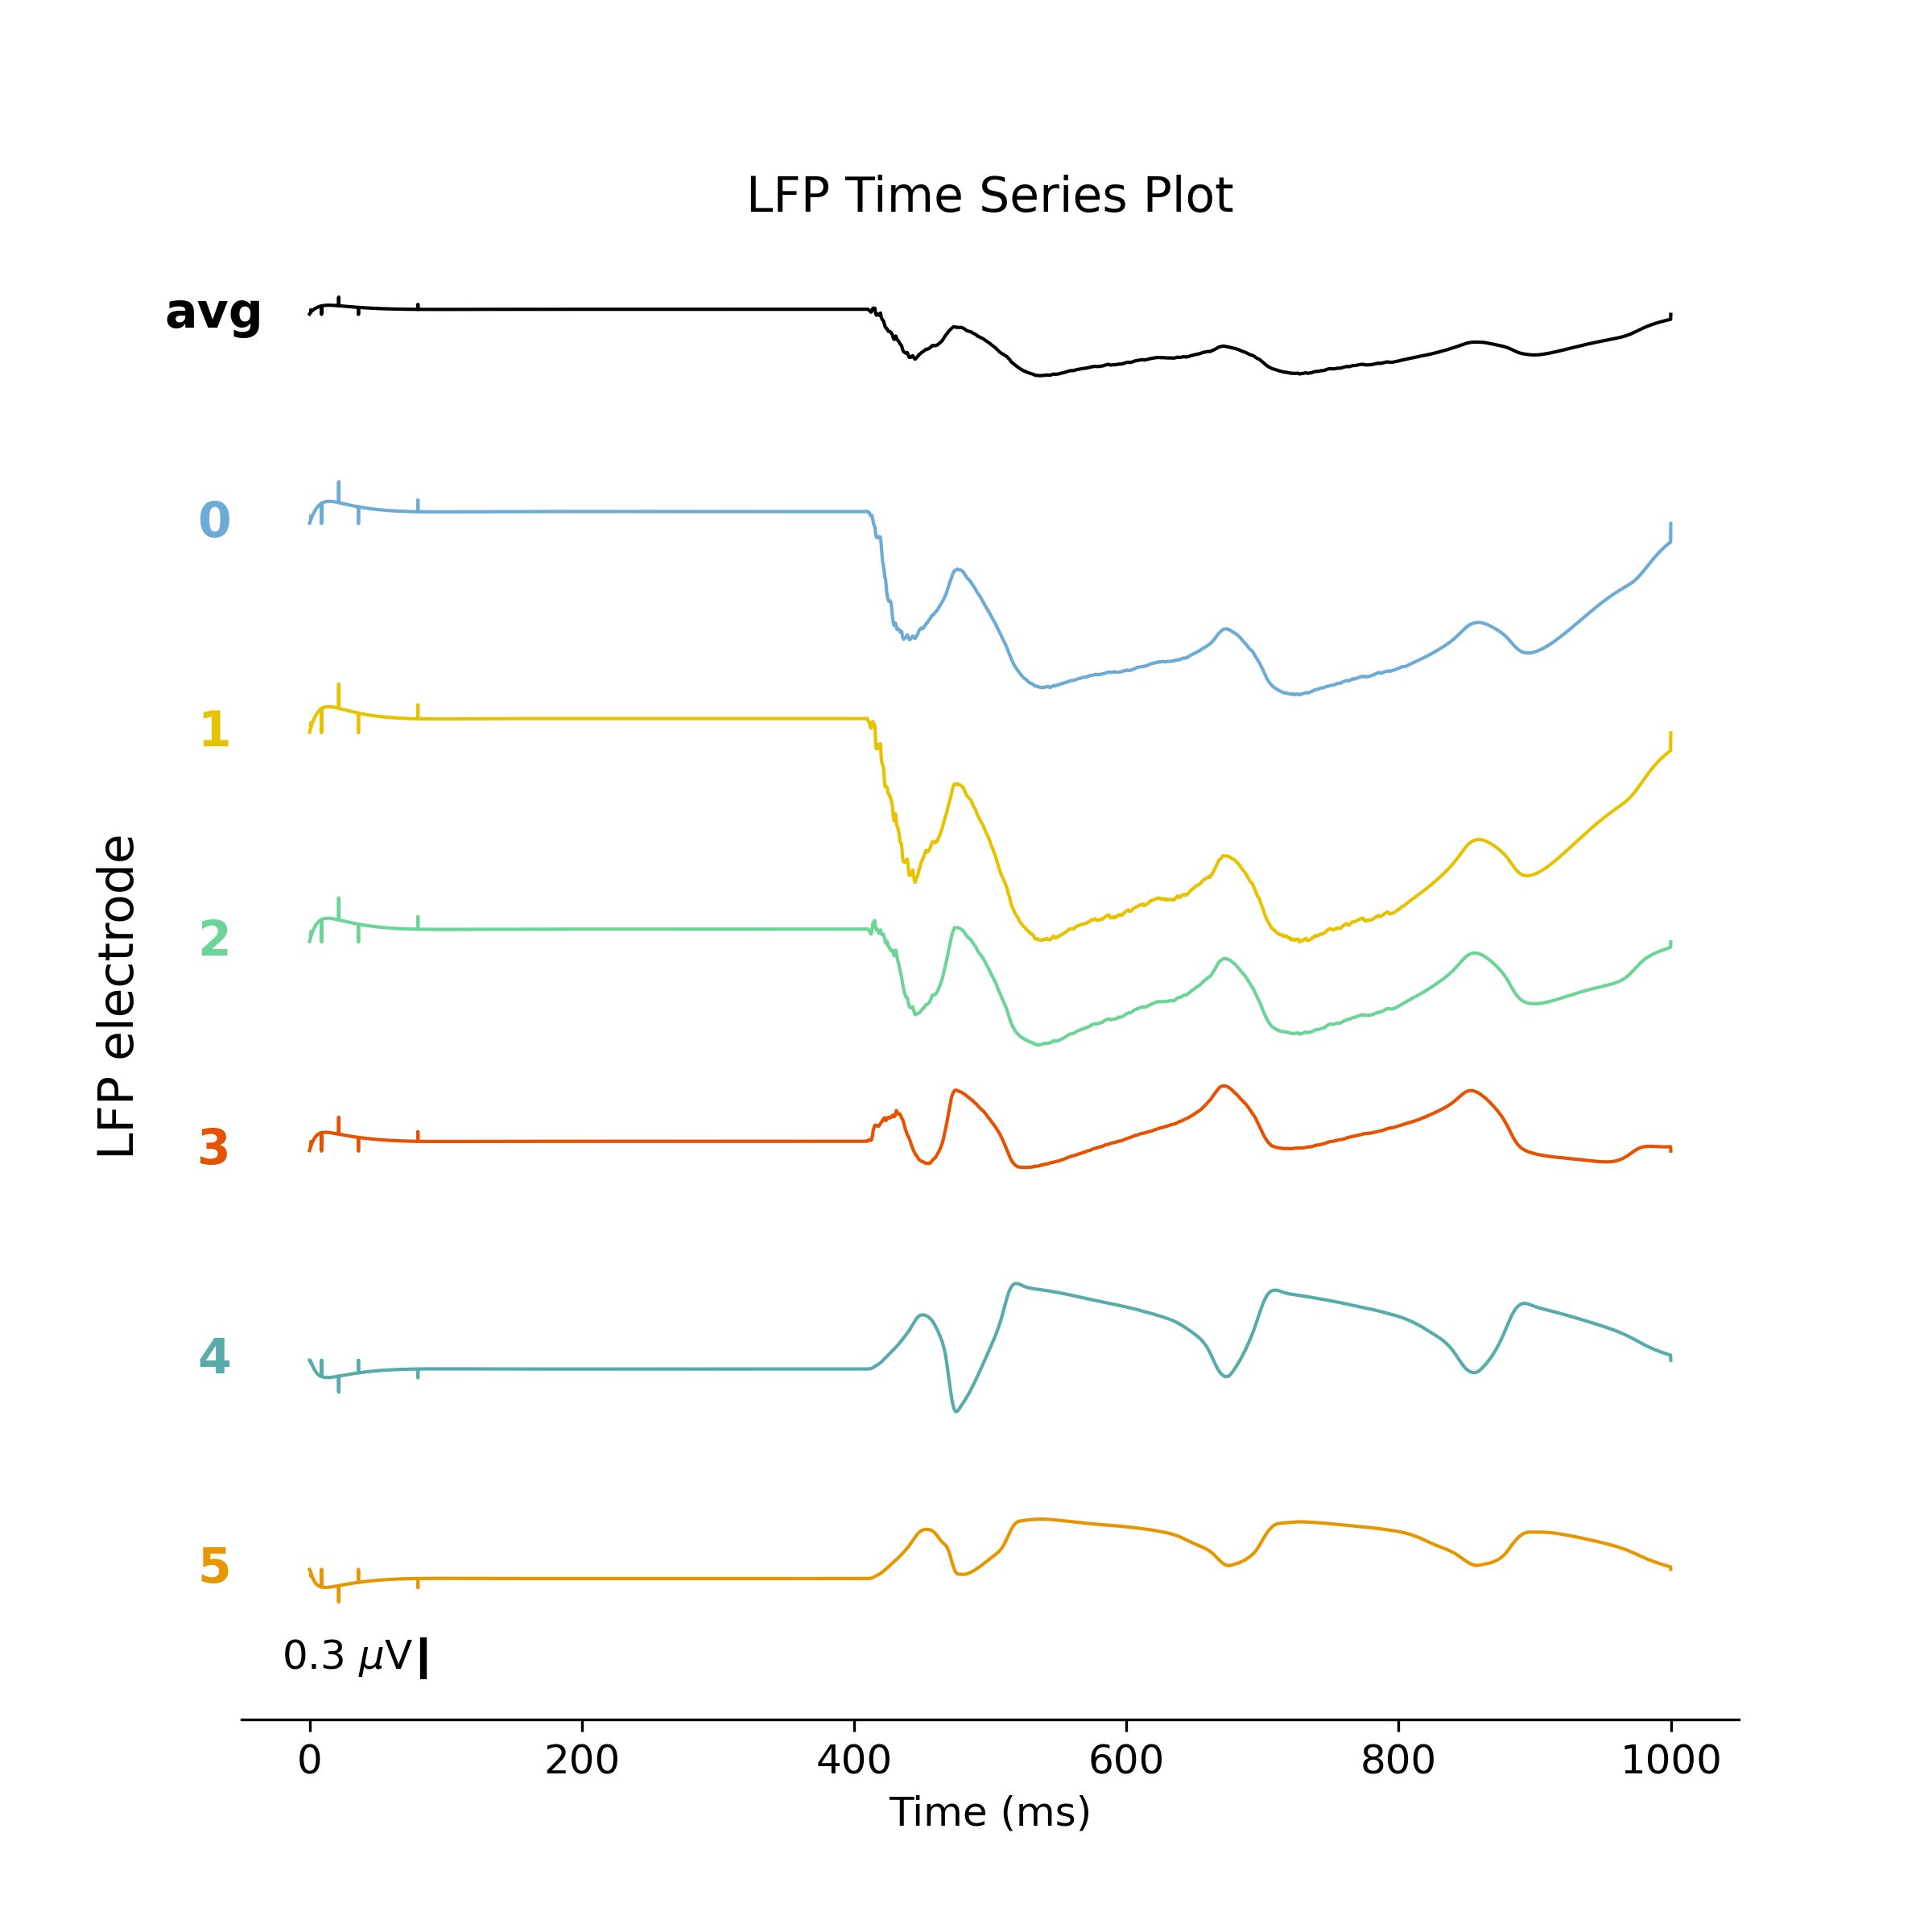 LFP Time Series Plot
avg
0
1
2
3
4
5
LFP electrode
0.3 μV
0 200 400 600 800 1000
Time (ms)